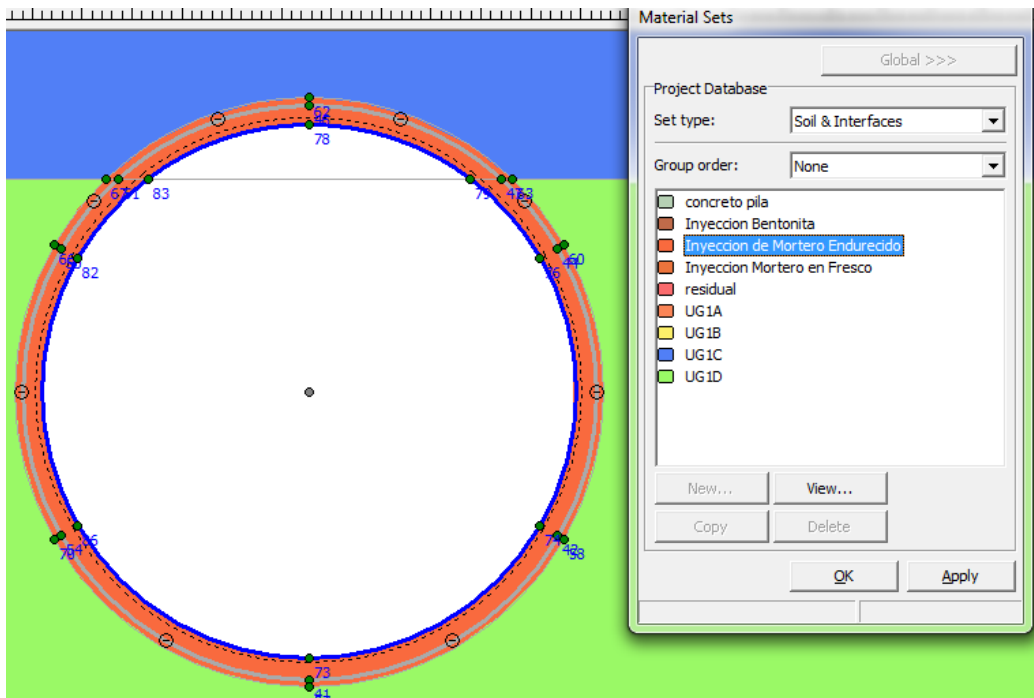 Material Sets
Global >>>
Project Database
Set type: Soil & Interfaces
Group order: None
concreto pila
Inyeccion Bentonita
Inyeccion de Mortero Endurecido
Inyeccion Mortero en Fresco
residual
UG1A
UG1B
UG1C
UG1D
New... View...
Copy Delete
OK Apply
62
78
83
82
60
58
73
41